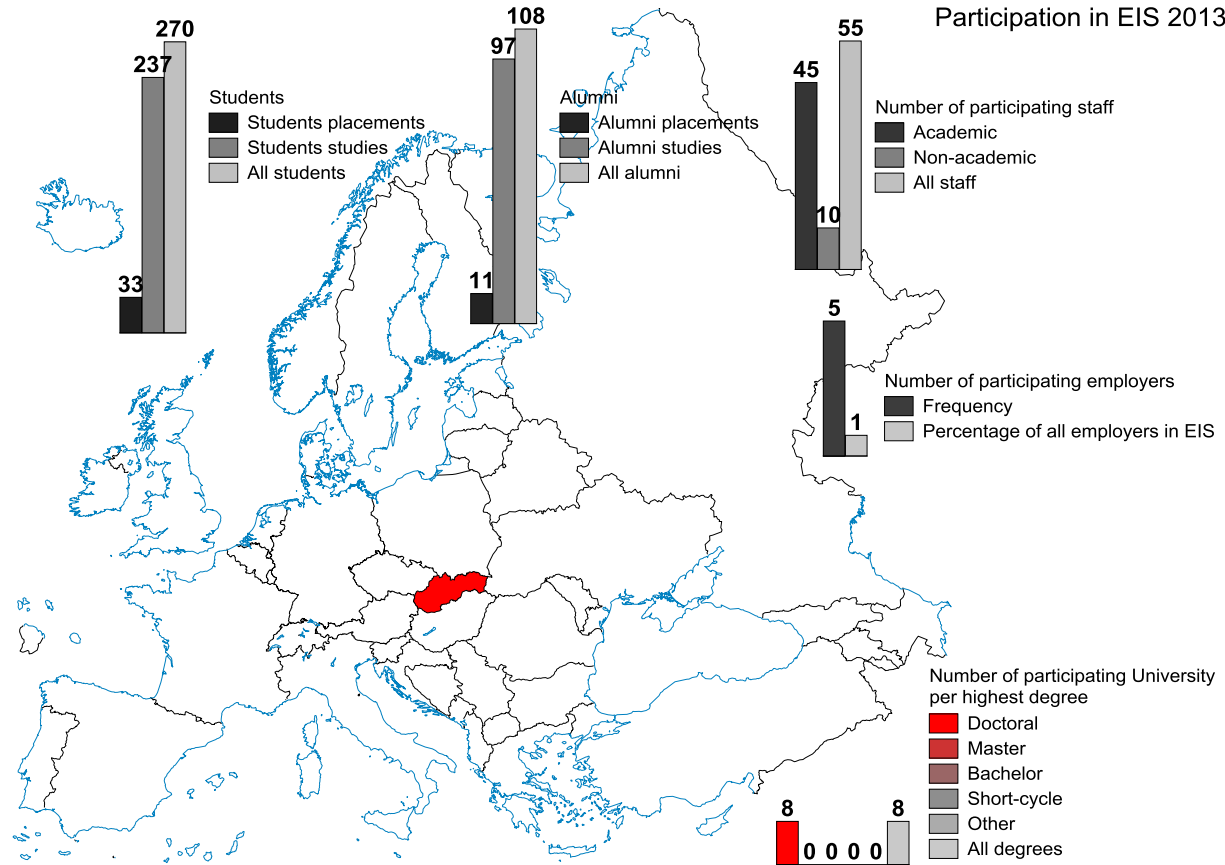 Participation in EIS 2013
270
237
33
Students
Students placements
Students studies
All students
108
97
11
Alumni
Alumni placements
Alumni studies
All alumni
55
45
10
Number of participating staff
Academic
Non-academic
All staff
5
1
Number of participating employers
Frequency
Percentage of all employers in EIS
Number of participating University
per highest degree
Doctoral
Master
Bachelor
Short-cycle
Other
All degrees
8 0 0 0 0 8